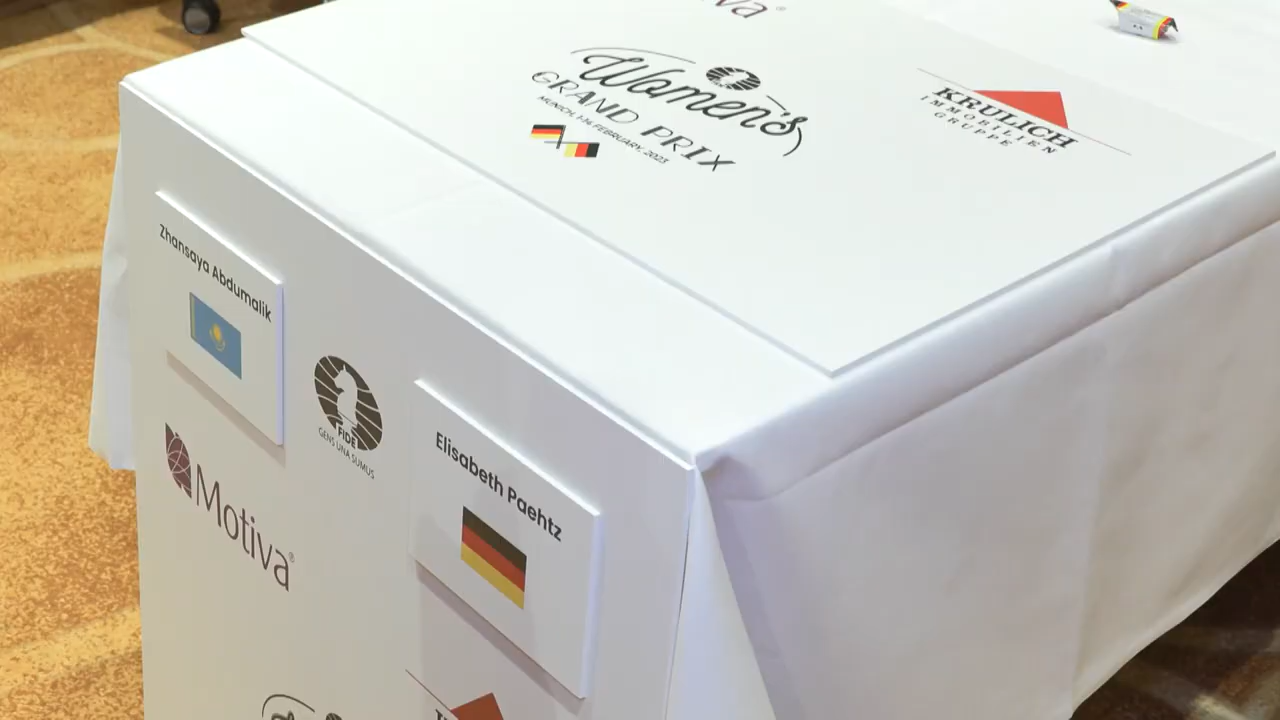 Women's
GRAND PRIX
MUNICH, 1-14 FEBRUARY, 2023
KRULICH
IMMOBILIEN
GRUPPE
Zhansaya Abdumalik
FIDE
GENS UNA SUMUS
Motiva®
Elisabeth Paehtz